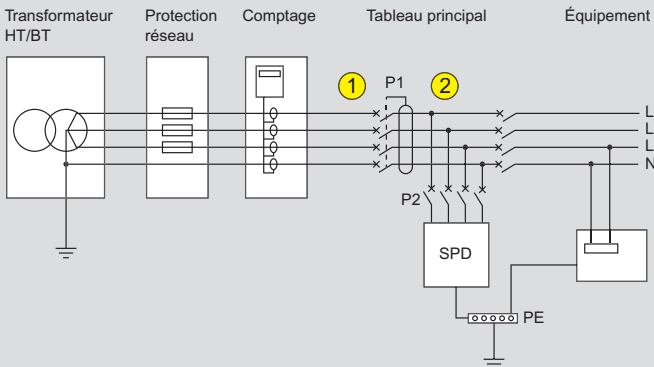 Transformateur
HT/BT
Protection
réseau
Comptage
Tableau principal
Équipement
1
P1
2
L
L
L
N
P2
SPD
PE